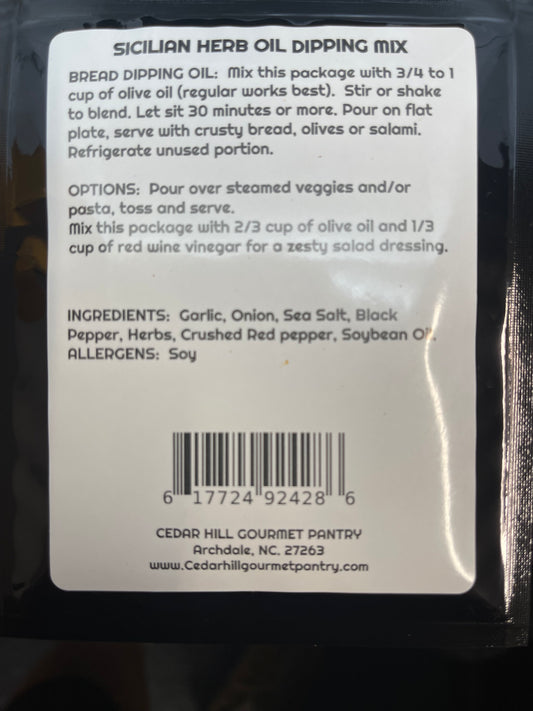 SICILIAN HERB OIL DIPPING MIX
BREAD DIPPING OIL: Mix this package with 3/4 to 1
cup of olive oil (regular works best). Stir or shake
to blend. Let sit 30 minutes or more. Pour on flat
plate, serve with crusty bread, olives or salami.
Refrigerate unused portion.
OPTIONS: Pour over steamed veggies and/or
pasta, toss and serve.
Mix this package with 2/3 cup of olive oil and 1/3
cup of red wine vinegar for a zesty salad dressing.
INGREDIENTS: Garlic, Onion, Sea Salt, Black
Pepper, Herbs, Crushed Red pepper, Soybean Oil.
ALLERGENS: Soy
6 17724 92428 6
CEDAR HILL GOURMET PANTRY
Archdale, NC. 27263
www.Cedarhillgourmetpantry.com